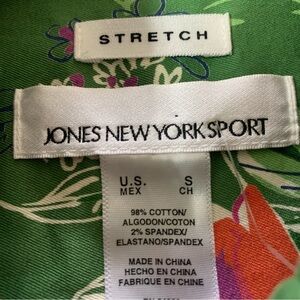 STRETCH
JONES NEW YORK SPORT
U.S. S
MEX CH
98% COTTON/
ALGODON/COTON
2% SPANDEX/
ELASTANO/SPANDEX
MADE IN CHINA
HECHO EN CHINA
FABRIQUE EN CHINE